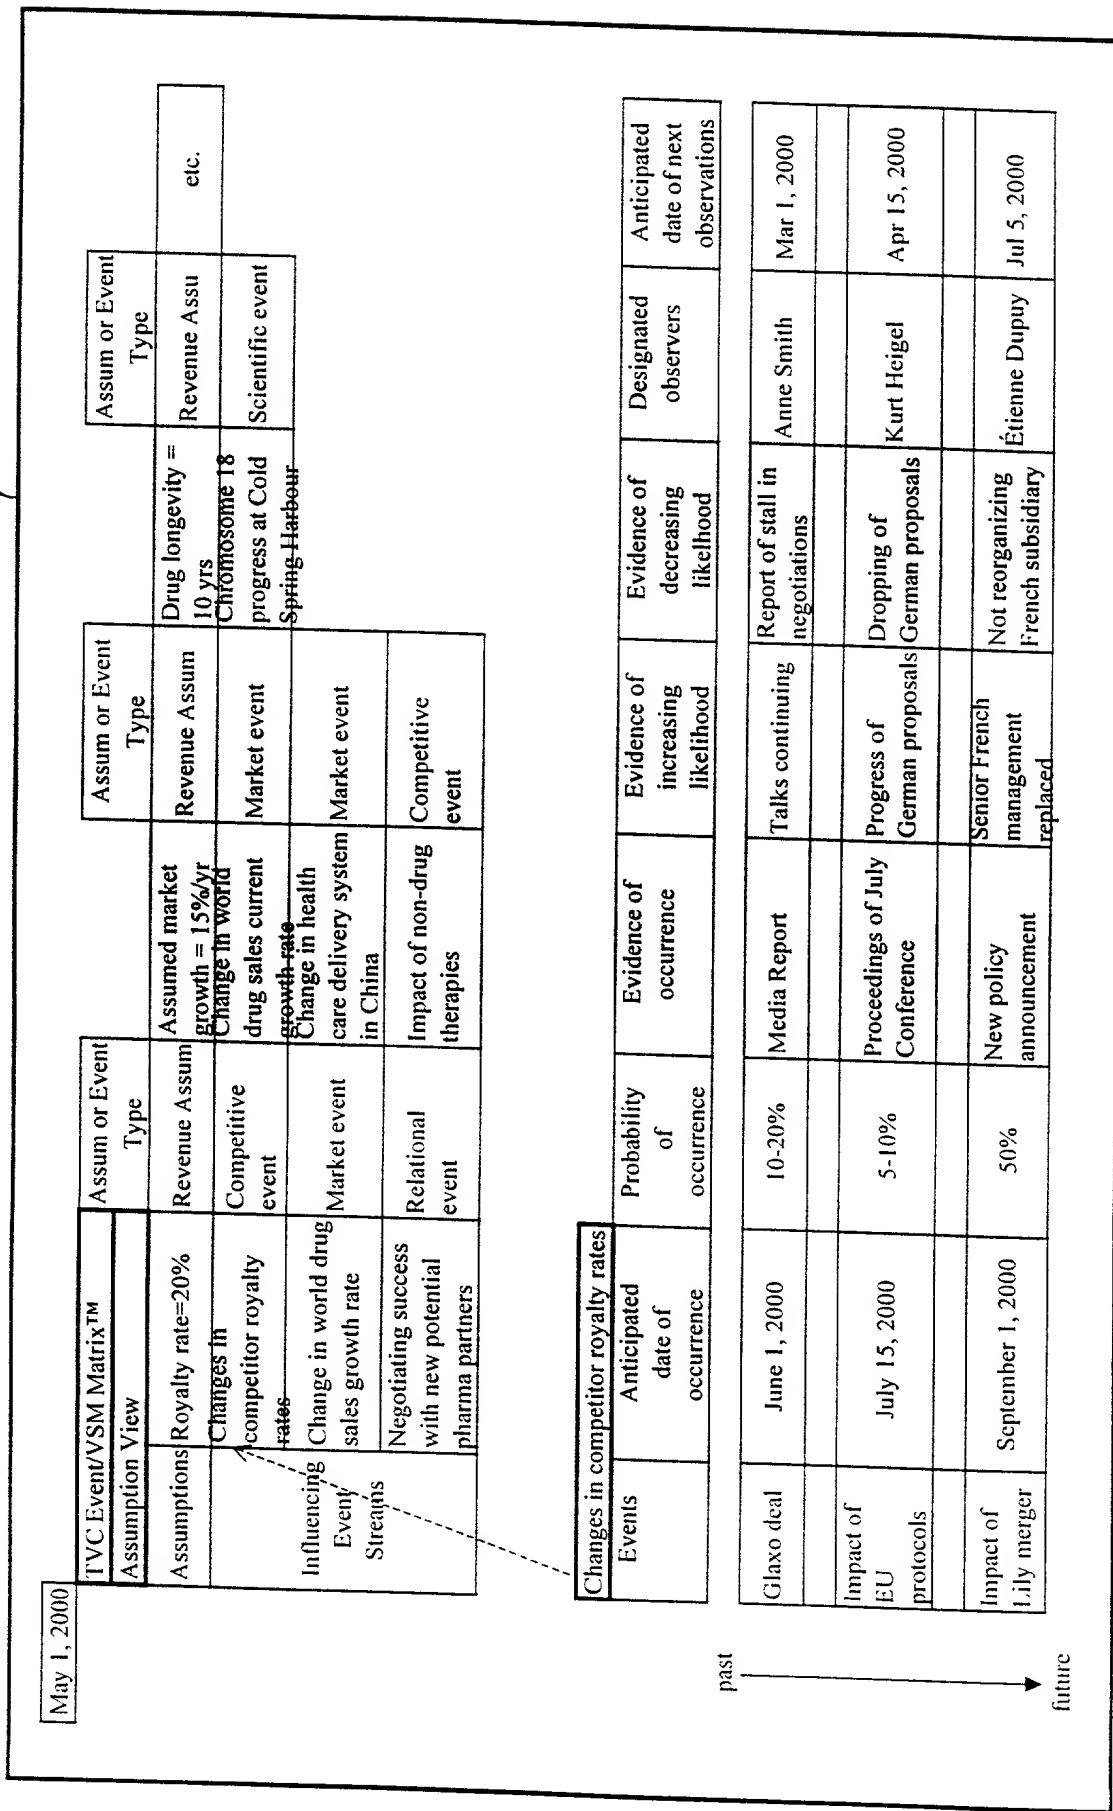 May 1, 2000
TVC Event/VSM Matrix™
Assumption View
Assum or Event
Type
Assum or Event
Type
Assum or Event
Type
Assumptions
Royalty rate=20%
Revenue Assum
Assumed market
growth = 15%/yr
Revenue Assum
Drug longevity =
10 yrs
Revenue Assu
etc.
Influencing
Event
Streams
Changes in
competitor royalty
rates
Competitive
event
Change in world
drug sales current
growth rate
Market event
Chromosome 18
progress at Cold
Spring Harbour
Scientific event
Change in world drug
sales growth rate
Market event
Change in health
care delivery system
in China
Market event
Negotiating success
with new potential
pharma partners
Relational
event
Impact of non-drug
therapies
Competitive
event
Changes in competitor royalty rates
Events
Anticipated
date of
occurrence
Probability
of
occurrence
Evidence of
occurrence
Evidence of
increasing
likelihood
Evidence of
decreasing
likelhood
Designated
observers
Anticipated
date of next
observations
past
Glaxo deal
June 1, 2000
10-20%
Media Report
Talks continuing
Report of stall in
negotiations
Anne Smith
Mar 1, 2000
Impact of
EU
protocols
July 15, 2000
5-10%
Proceedings of July
Conference
Progress of
German proposals
Dropping of
German proposals
Kurt Heigel
Apr 15, 2000
Impact of
Lily merger
September 1, 2000
50%
New policy
announcement
Senior French
management
replaced
Not reorganizing
French subsidiary
Étienne Dupuy
Jul 5, 2000
future